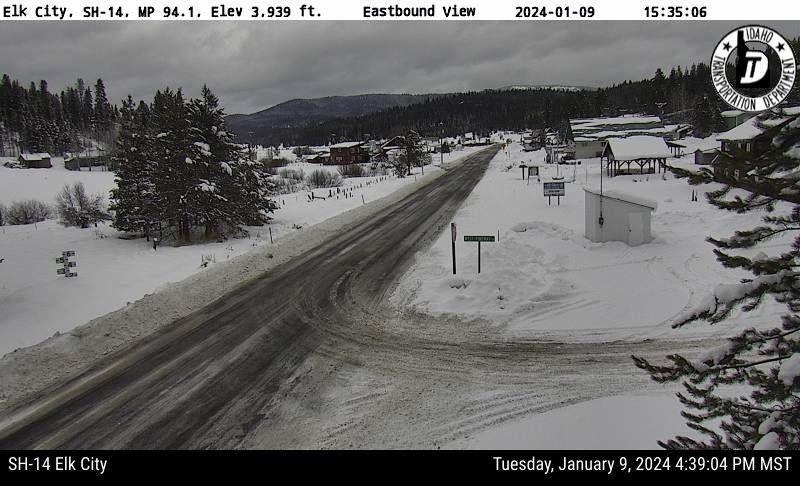 Elk City, SH-14, MP 94.1, Elev 3,939 ft. Eastbound View 2024-01-09 15:35:06
IDAHO
TRANSPORTATION DEPARTMENT
SH-14 Elk City Tuesday, January 9, 2024 4:39:04 PM MST